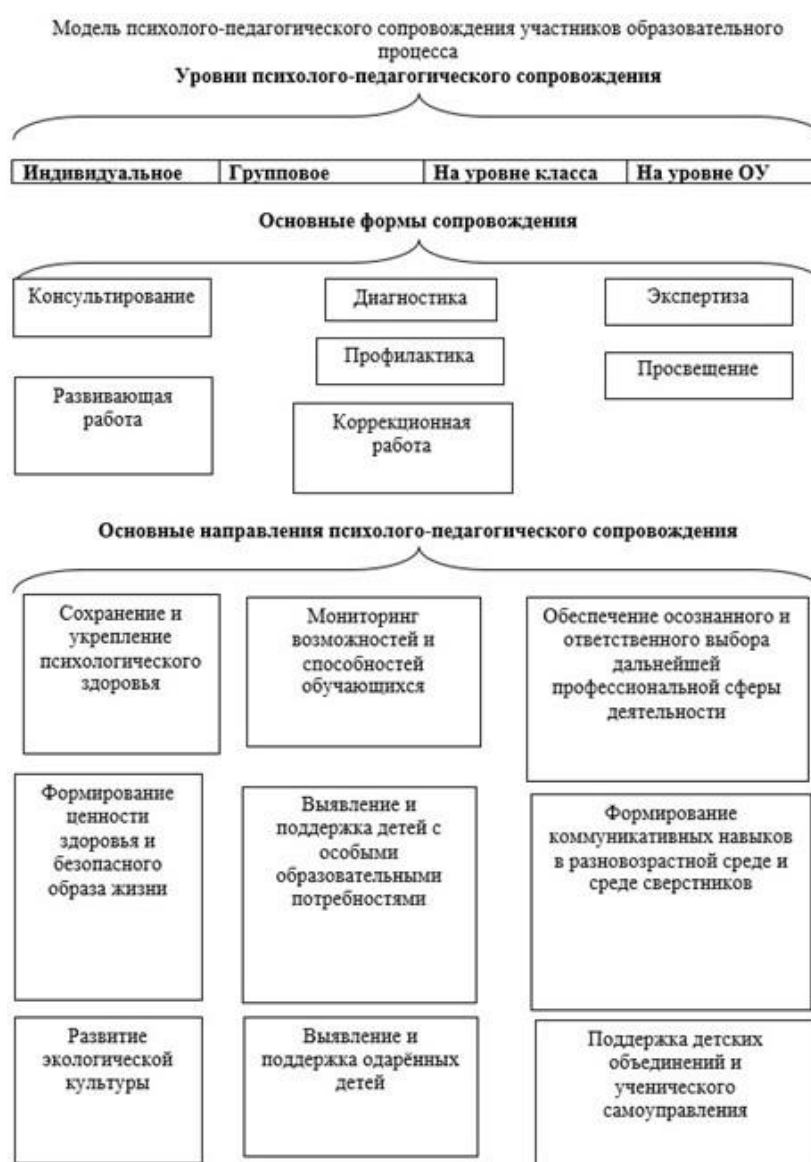 Модель психолого-педагогического сопровождения участников образовательного
процесса
Уровни психолого-педагогического сопровождения
Индивидуальное Групповое На уровне класса На уровне ОУ
Основные формы сопровождения
Консультирование
Диагностика
Экспертиза
Профилактика
Просвещение
Развивающая
работа
Коррекционная
работа
Основные направления психолого-педагогического сопровождения
Сохранение и
укрепление
психологического
здоровья
Мониторинг
возможностей и
способностей
обучающихся
Обеспечение осознанного и
ответственного выбора
дальнейшей
профессиональной сферы
деятельности
Формирование
ценности
здоровья и
безопасного
образа жизни
Выявление и
поддержка детей с
особыми
образовательными
потребностями
Формирование
коммуникативных навыков
в разновозрастной среде и
среде сверстников
Развитие
экологической
культуры
Выявление и
поддержка одарённых
детей
Поддержка детских
объединений и
ученического
самоуправления